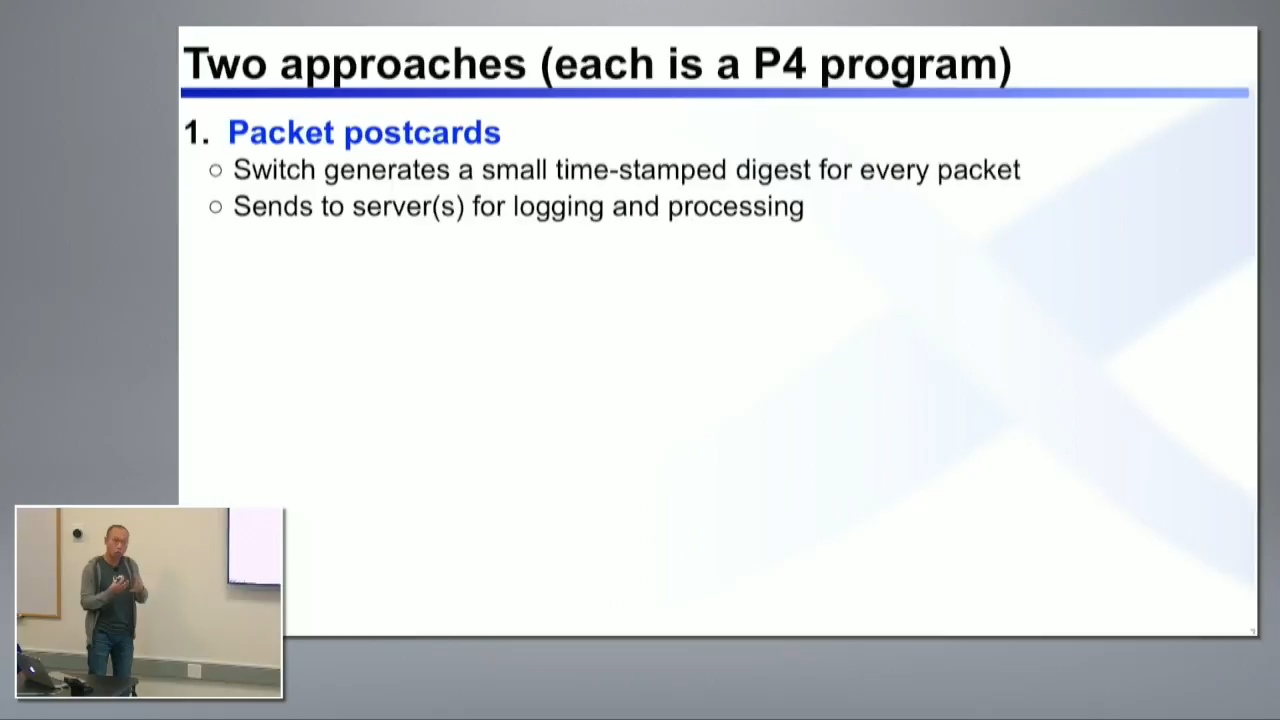 Two approaches (each is a P4 program)
1. Packet postcards
○ Switch generates a small time-stamped digest for every packet
○ Sends to server(s) for logging and processing